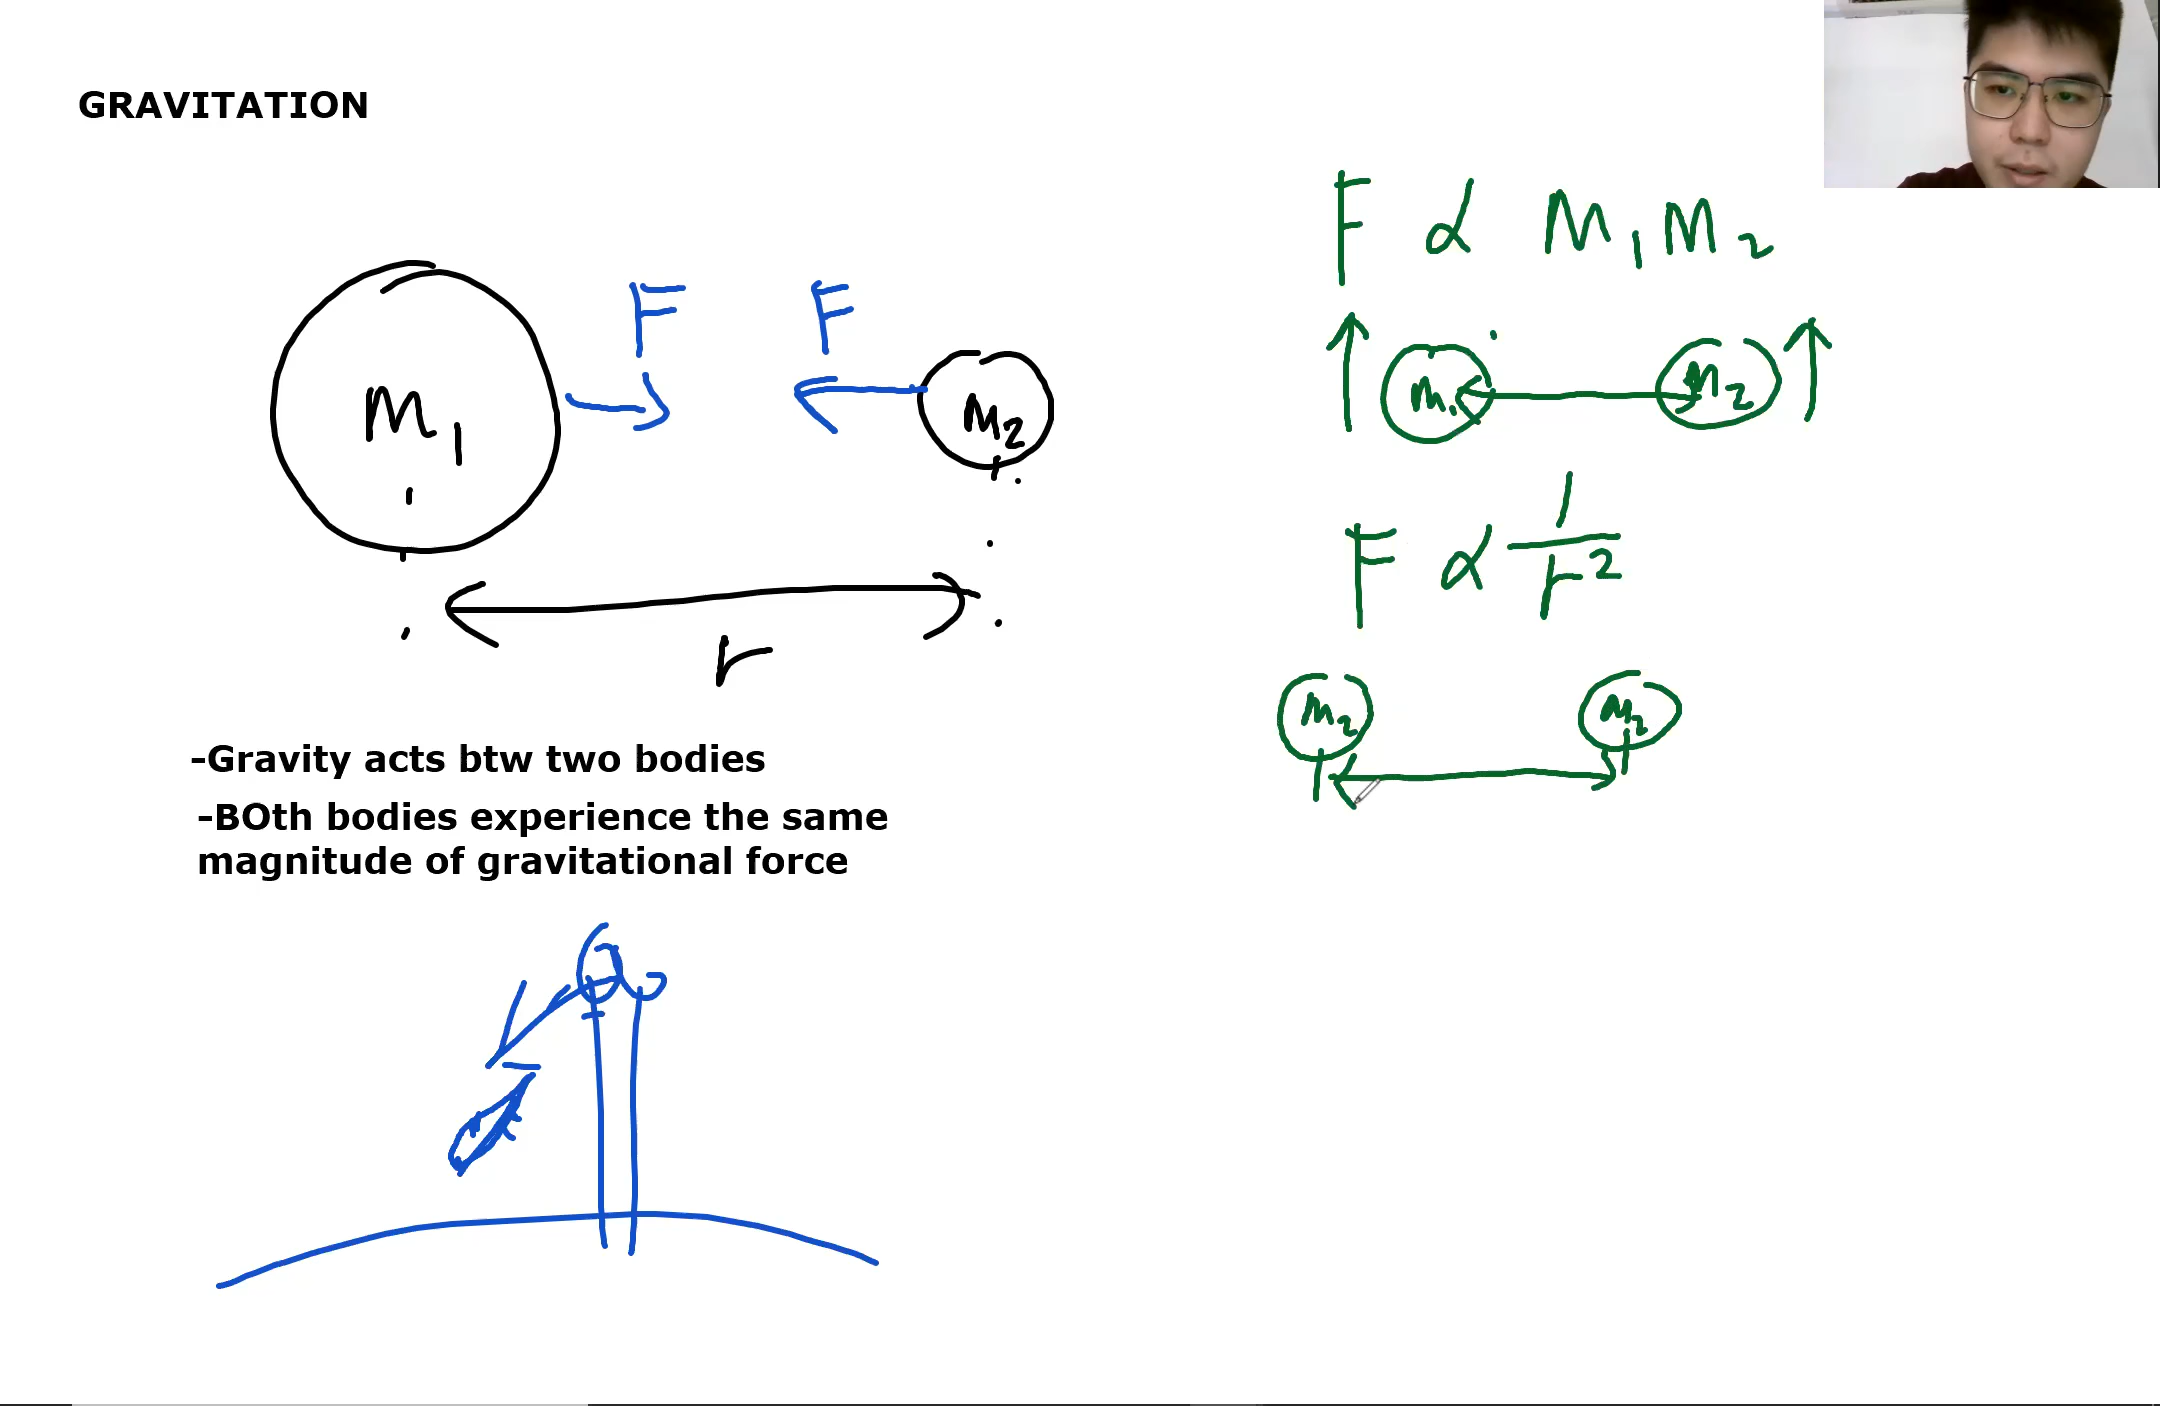 GRAVITATION
F F
M₁ M₂
r
-Gravity acts btw two bodies
-BOth bodies experience the same
magnitude of gravitational force
F ∝ M₁M₂
m₁ m₂
F ∝ 1/r²
m₂ m₂